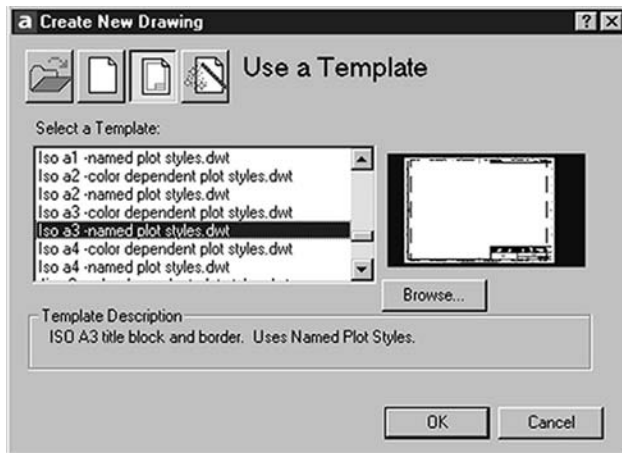 a Create New Drawing
Use a Template
Select a Template:
Iso a1 -named plot styles.dwt
Iso a2 -color dependent plot styles.dwt
Iso a2 -named plot styles.dwt
Iso a3 -color dependent plot styles.dwt
Iso a3 -named plot styles.dwt
Iso a4 -color dependent plot styles.dwt
Iso a4 -named plot styles.dwt
Browse...
Template Description
ISO A3 title block and border. Uses Named Plot Styles.
OK Cancel